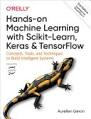 O'REILLY®
Hands-on
Machine Learning with
Scikit-Learn,
Keras & TensorFlow
Concepts, Tools, and Techniques
to Build Intelligent Systems
Aurélien Géron